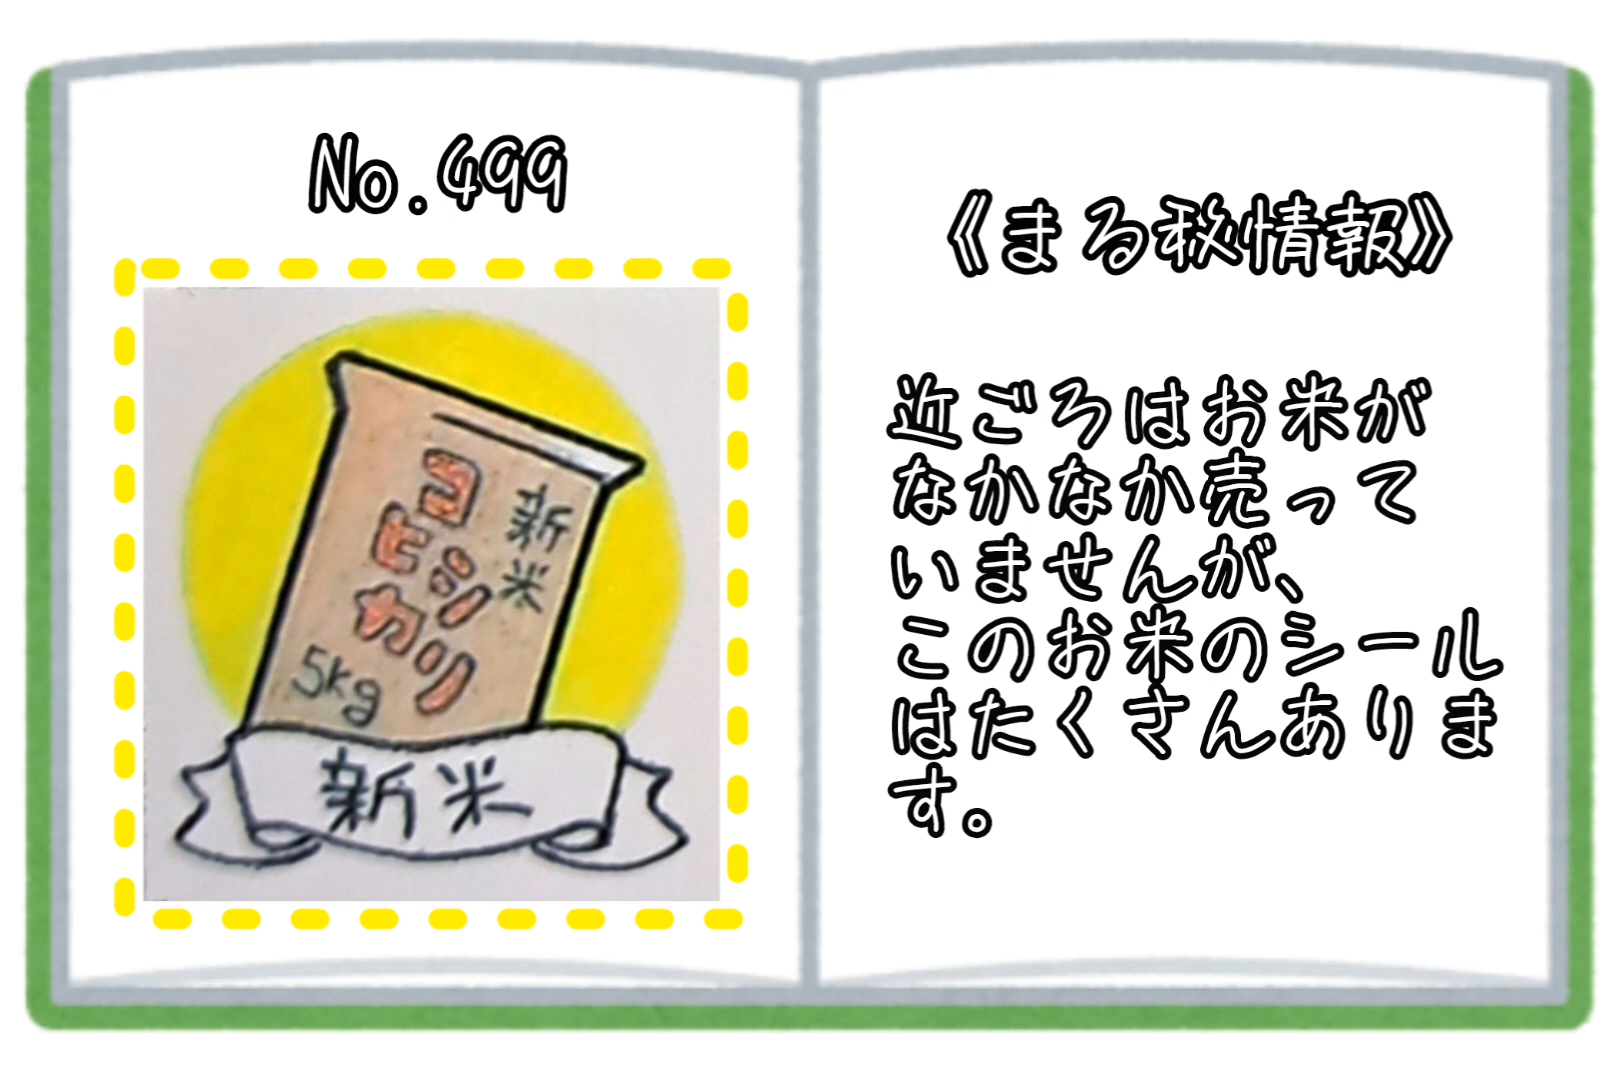 No.499
新米
コシヒカリ
5kg
新米
《まる秘情報》
近ごろはお米が
なかなか売って
いませんが、
このお米のシール
はたくさんありま
す。